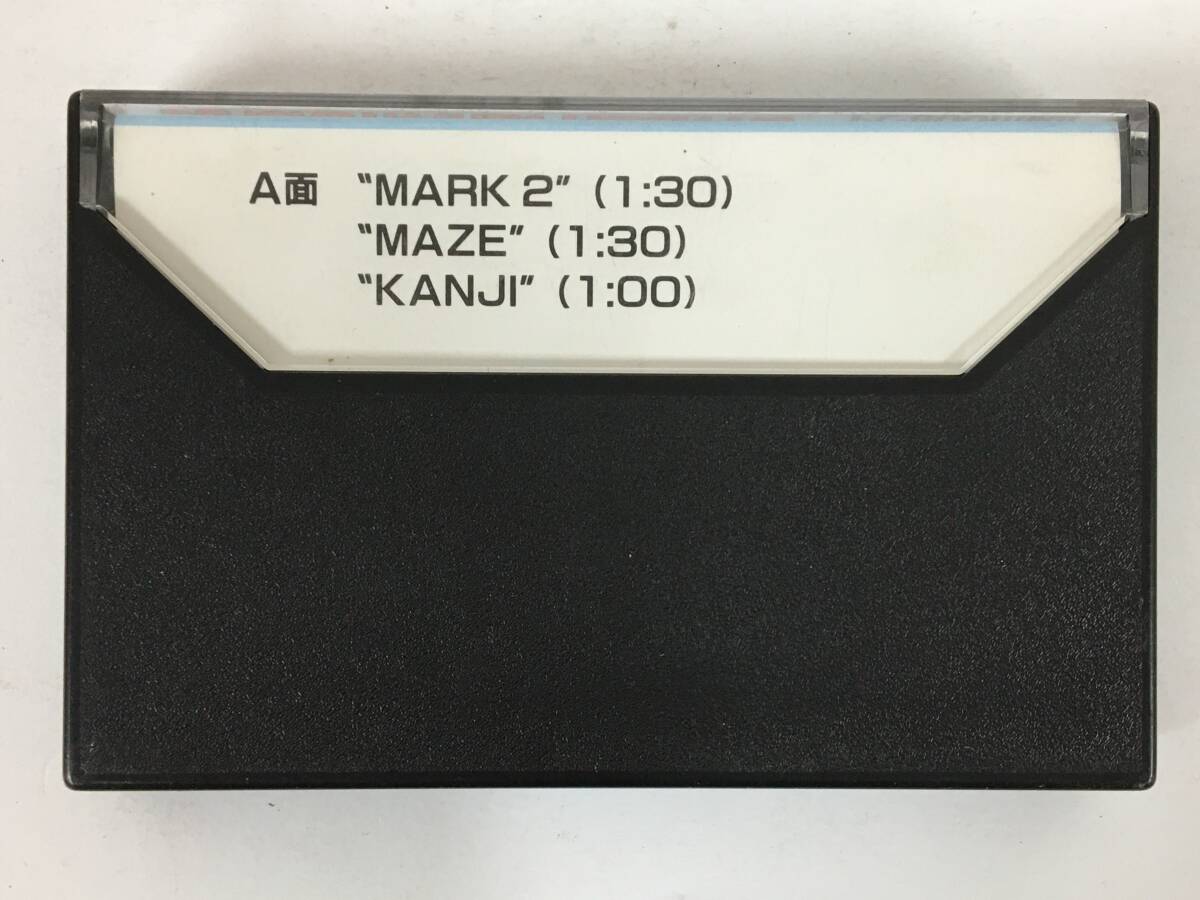 A面 “MARK 2” (1:30)
“MAZE” (1:30)
“KANJI” (1:00)